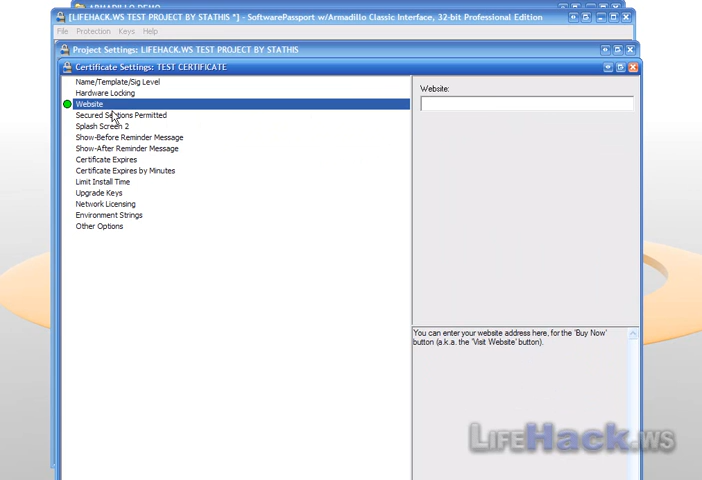 ARMADILLO DEMO
[LIFEHACK.WS TEST PROJECT BY STATHIS *] - SoftwarePassport w/Armadillo Classic Interface, 32-bit Professional Edition
File Protection Keys Help
Project Settings: LIFEHACK.WS TEST PROJECT BY STATHIS
Certificate Settings: TEST CERTIFICATE
Name/Template/Sig Level
Hardware Locking
Website
Secured Sections Permitted
Splash Screen 2
Show-Before Reminder Message
Show-After Reminder Message
Certificate Expires
Certificate Expires by Minutes
Limit Install Time
Upgrade Keys
Network Licensing
Environment Strings
Other Options
Website:
You can enter your website address here, for the 'Buy Now'
button (a.k.a. the 'Visit Website' button).
LIFEHACK.WS